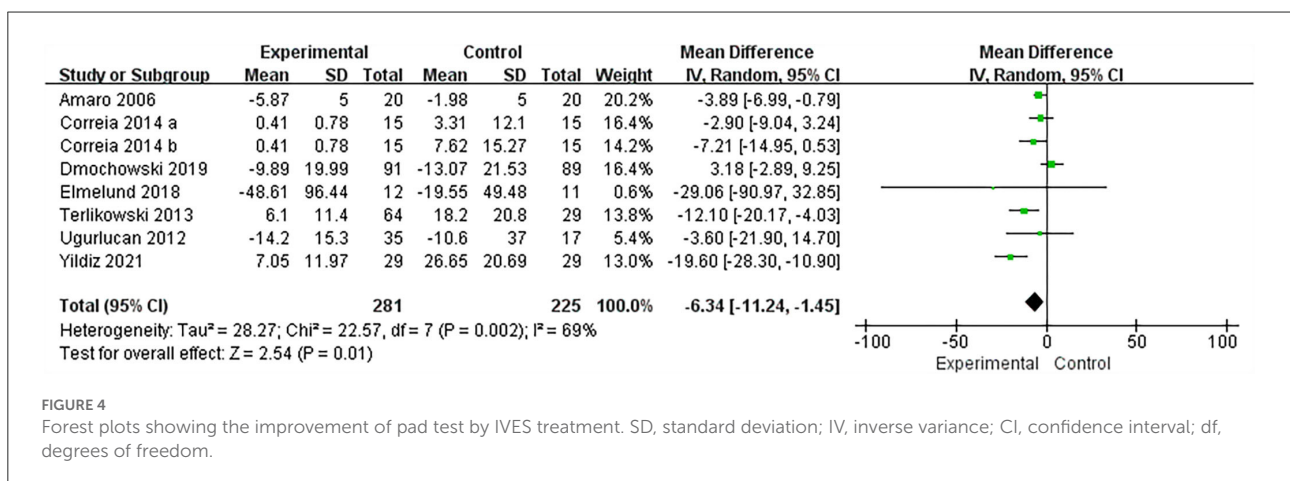 Experimental Control Mean Difference Mean Difference
Study or Subgroup Mean SD Total Mean SD Total Weight IV, Random, 95% CI IV, Random, 95% CI
Amaro 2006 -5.87 5 20 -1.98 5 20 20.2% -3.89 [-6.99, -0.79]
Correia 2014 a 0.41 0.78 15 3.31 12.1 15 16.4% -2.90 [-9.04, 3.24]
Correia 2014 b 0.41 0.78 15 7.62 15.27 15 14.2% -7.21 [-14.95, 0.53]
Dmochowski 2019 -9.89 19.99 91 -13.07 21.53 89 16.4% 3.18 [-2.89, 9.25]
Elmelund 2018 -48.61 96.44 12 -19.55 49.48 11 0.6% -29.06 [-90.97, 32.85]
Terlikowski 2013 6.1 11.4 64 18.2 20.8 29 13.8% -12.10 [-20.17, -4.03]
Ugurlucan 2012 -14.2 15.3 35 -10.6 37 17 5.4% -3.60 [-21.90, 14.70]
Yildiz 2021 7.05 11.97 29 26.65 20.69 29 13.0% -19.60 [-28.30, -10.90]
Total (95% CI) 281 225 100.0% -6.34 [-11.24, -1.45]
Heterogeneity: Tau² = 28.27; Chi² = 22.57, df = 7 (P = 0.002); I² = 69%
Test for overall effect: Z = 2.54 (P = 0.01)
-100 -50 0 50 100
Experimental Control
FIGURE 4
Forest plots showing the improvement of pad test by IVES treatment. SD, standard deviation; IV, inverse variance; CI, confidence interval; df,
degrees of freedom.